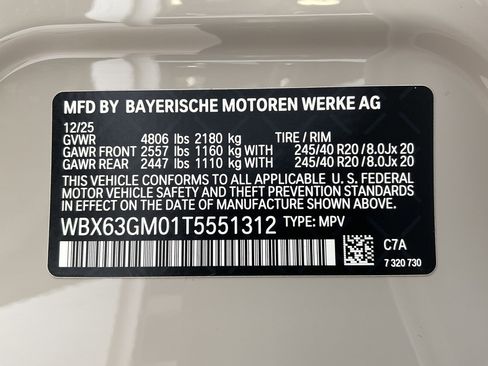 MFD BY BAYERISCHE MOTOREN WERKE AG
12/25
GVWR 4806 lbs 2180 kg TIRE / RIM
GAWR FRONT 2557 lbs 1160 kg WITH 245/40 R20 / 8.0Jx 20
GAWR REAR 2447 lbs 1110 kg WITH 245/40 R20 / 8.0Jx 20
THIS VEHICLE CONFORMS TO ALL APPLICABLE U. S. FEDERAL
MOTOR VEHICLE SAFETY AND THEFT PREVENTION STANDARDS
IN EFFECT ON THE DATE OF MANUFACTURE SHOWN ABOVE.
WBX63GM01T5551312 TYPE: MPV
C7A
7 320 730